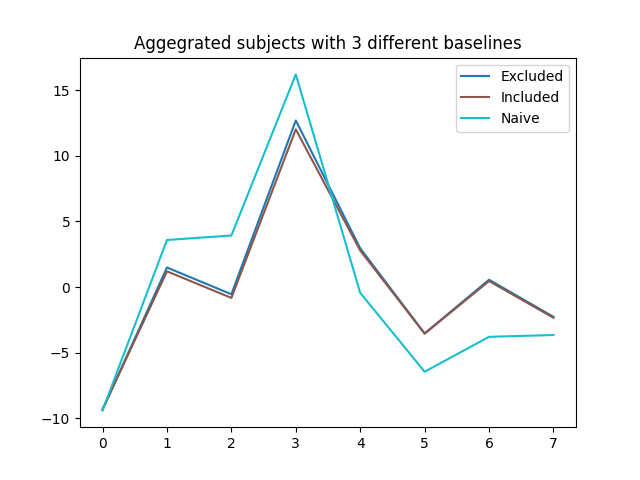 Aggegrated subjects with 3 different baselines
Excluded
Included
Naive
15
10
5
0
−5
−10
0 1 2 3 4 5 6 7